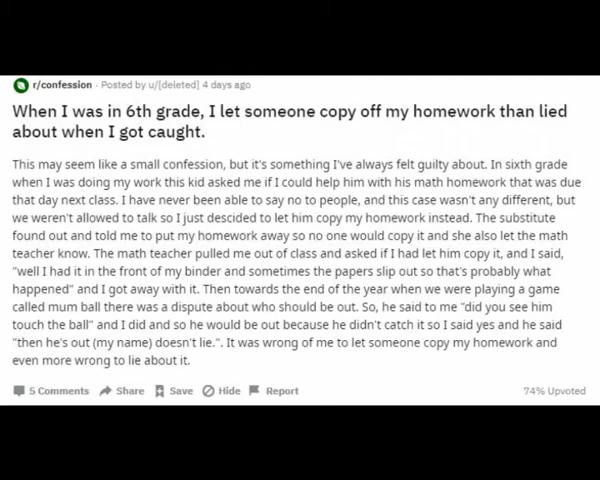 r/confession · Posted by u/[deleted] 4 days ago
When I was in 6th grade, I let someone copy off my homework than lied
about when I got caught.
This may seem like a small confession, but it's something I've always felt guilty about. In sixth grade
when I was doing my work this kid asked me if I could help him with his math homework that was due
that day next class. I have never been able to say no to people, and this case wasn't any different, but
we weren't allowed to talk so I just descided to let him copy my homework instead. The substitute
found out and told me to put my homework away so no one would copy it and she also let the math
teacher know. The math teacher pulled me out of class and asked if I had let him copy it, and I said,
"well I had it in the front of my binder and sometimes the papers slip out so that's probably what
happened" and I got away with it. Then towards the end of the year when we were playing a game
called mum ball there was a dispute about who should be out. So, he said to me "did you see him
touch the ball" and I did and so he would be out because he didn't catch it so I said yes and he said
"then he's out (my name) doesn't lie.". It was wrong of me to let someone copy my homework and
even more wrong to lie about it.
5 Comments Share Save Hide Report 74% Upvoted